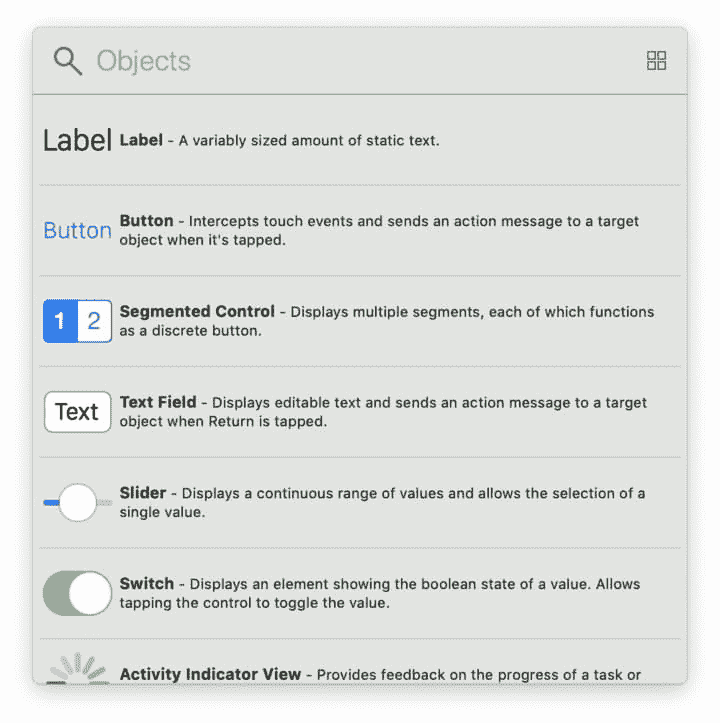 Objects
Label Label - A variably sized amount of static text.
Button Button - Intercepts touch events and sends an action message to a target
object when it's tapped.
1 2 Segmented Control - Displays multiple segments, each of which functions
as a discrete button.
Text Text Field - Displays editable text and sends an action message to a target
object when Return is tapped.
Slider - Displays a continuous range of values and allows the selection of a
single value.
Switch - Displays an element showing the boolean state of a value. Allows
tapping the control to toggle the value.
Activity Indicator View - Provides feedback on the progress of a task or